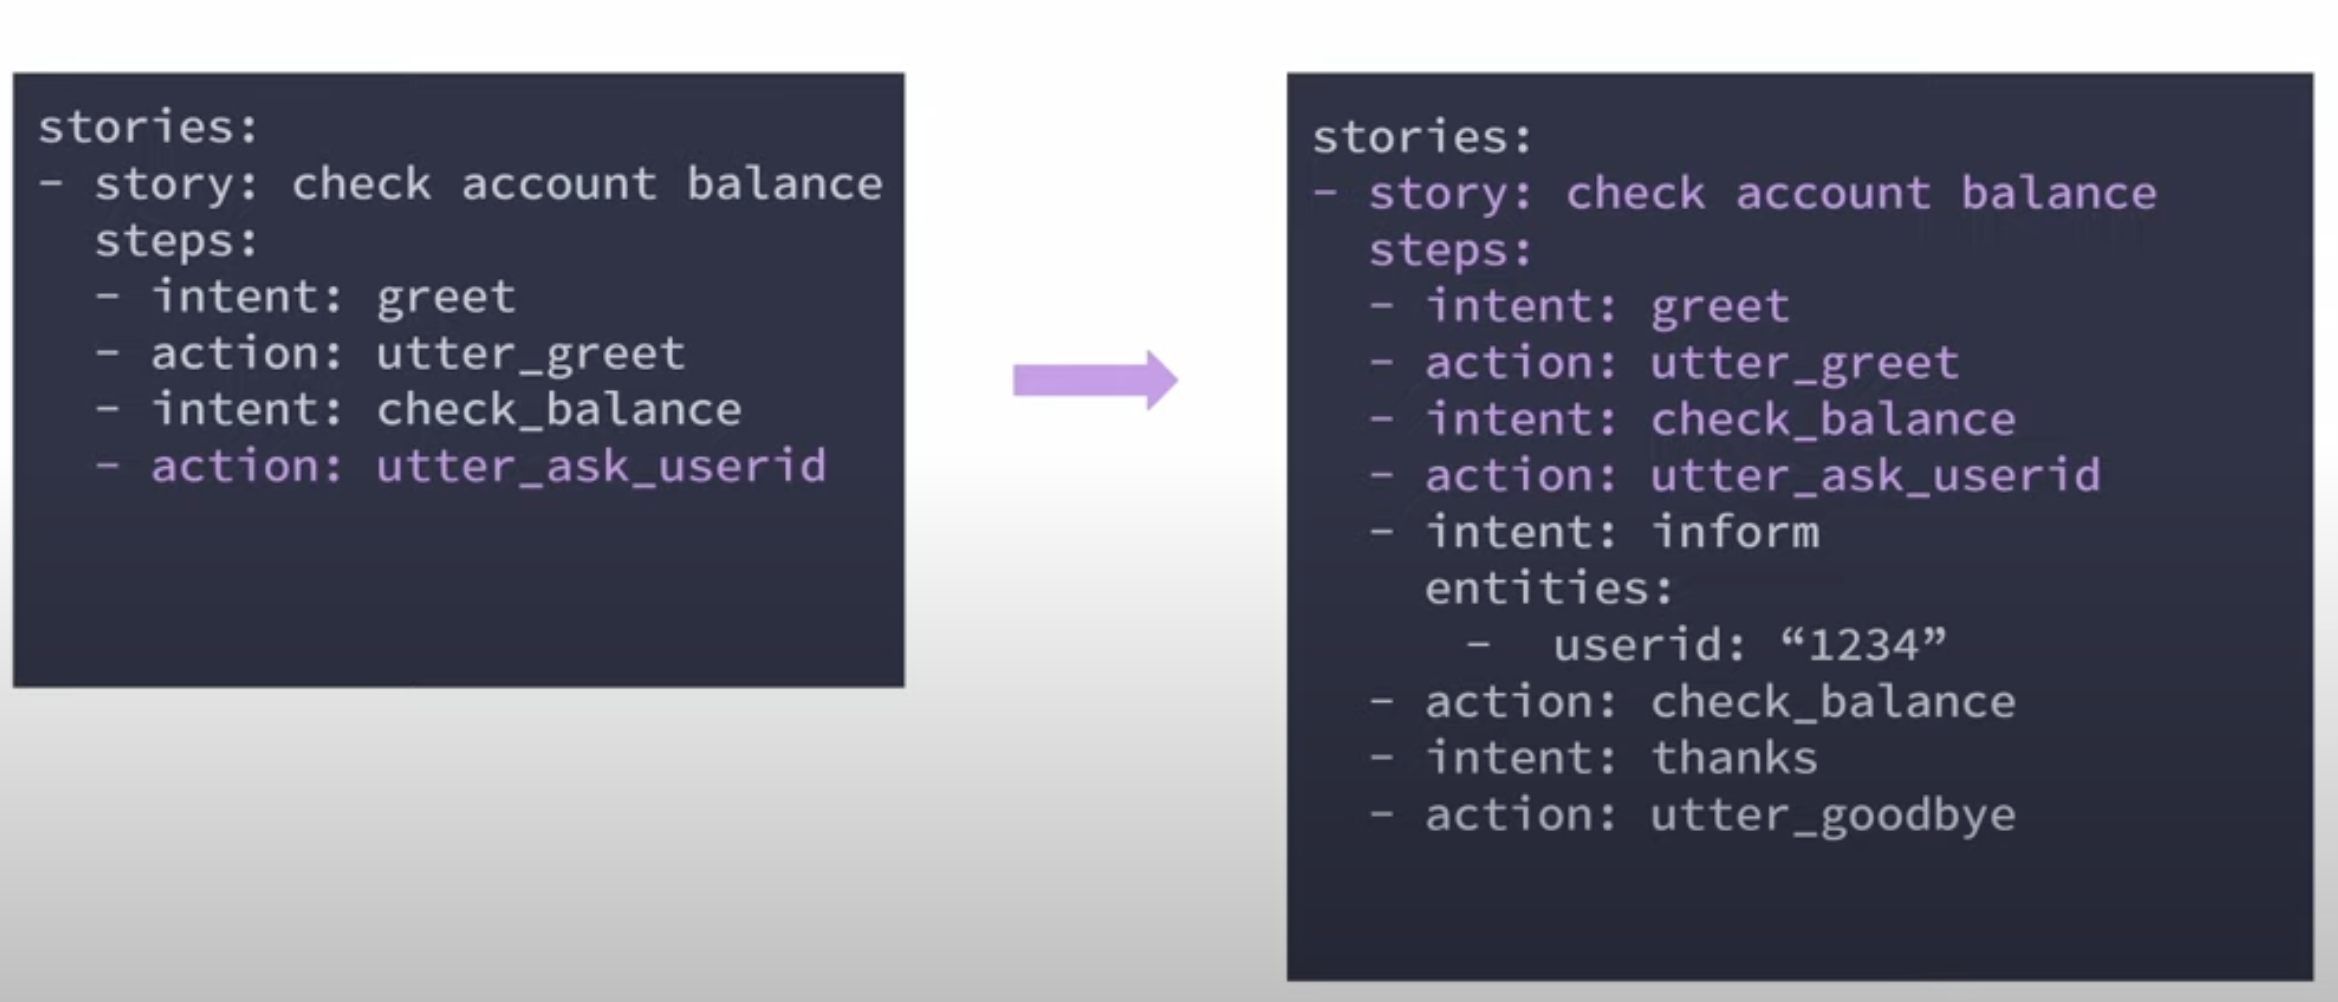 stories:
- story: check account balance
  steps:
  - intent: greet
  - action: utter_greet
  - intent: check_balance
  - action: utter_ask_userid
stories:
- story: check account balance
  steps:
  - intent: greet
  - action: utter_greet
  - intent: check_balance
  - action: utter_ask_userid
  - intent: inform
    entities:
      -  userid: “1234”
  - action: check_balance
  - intent: thanks
  - action: utter_goodbye